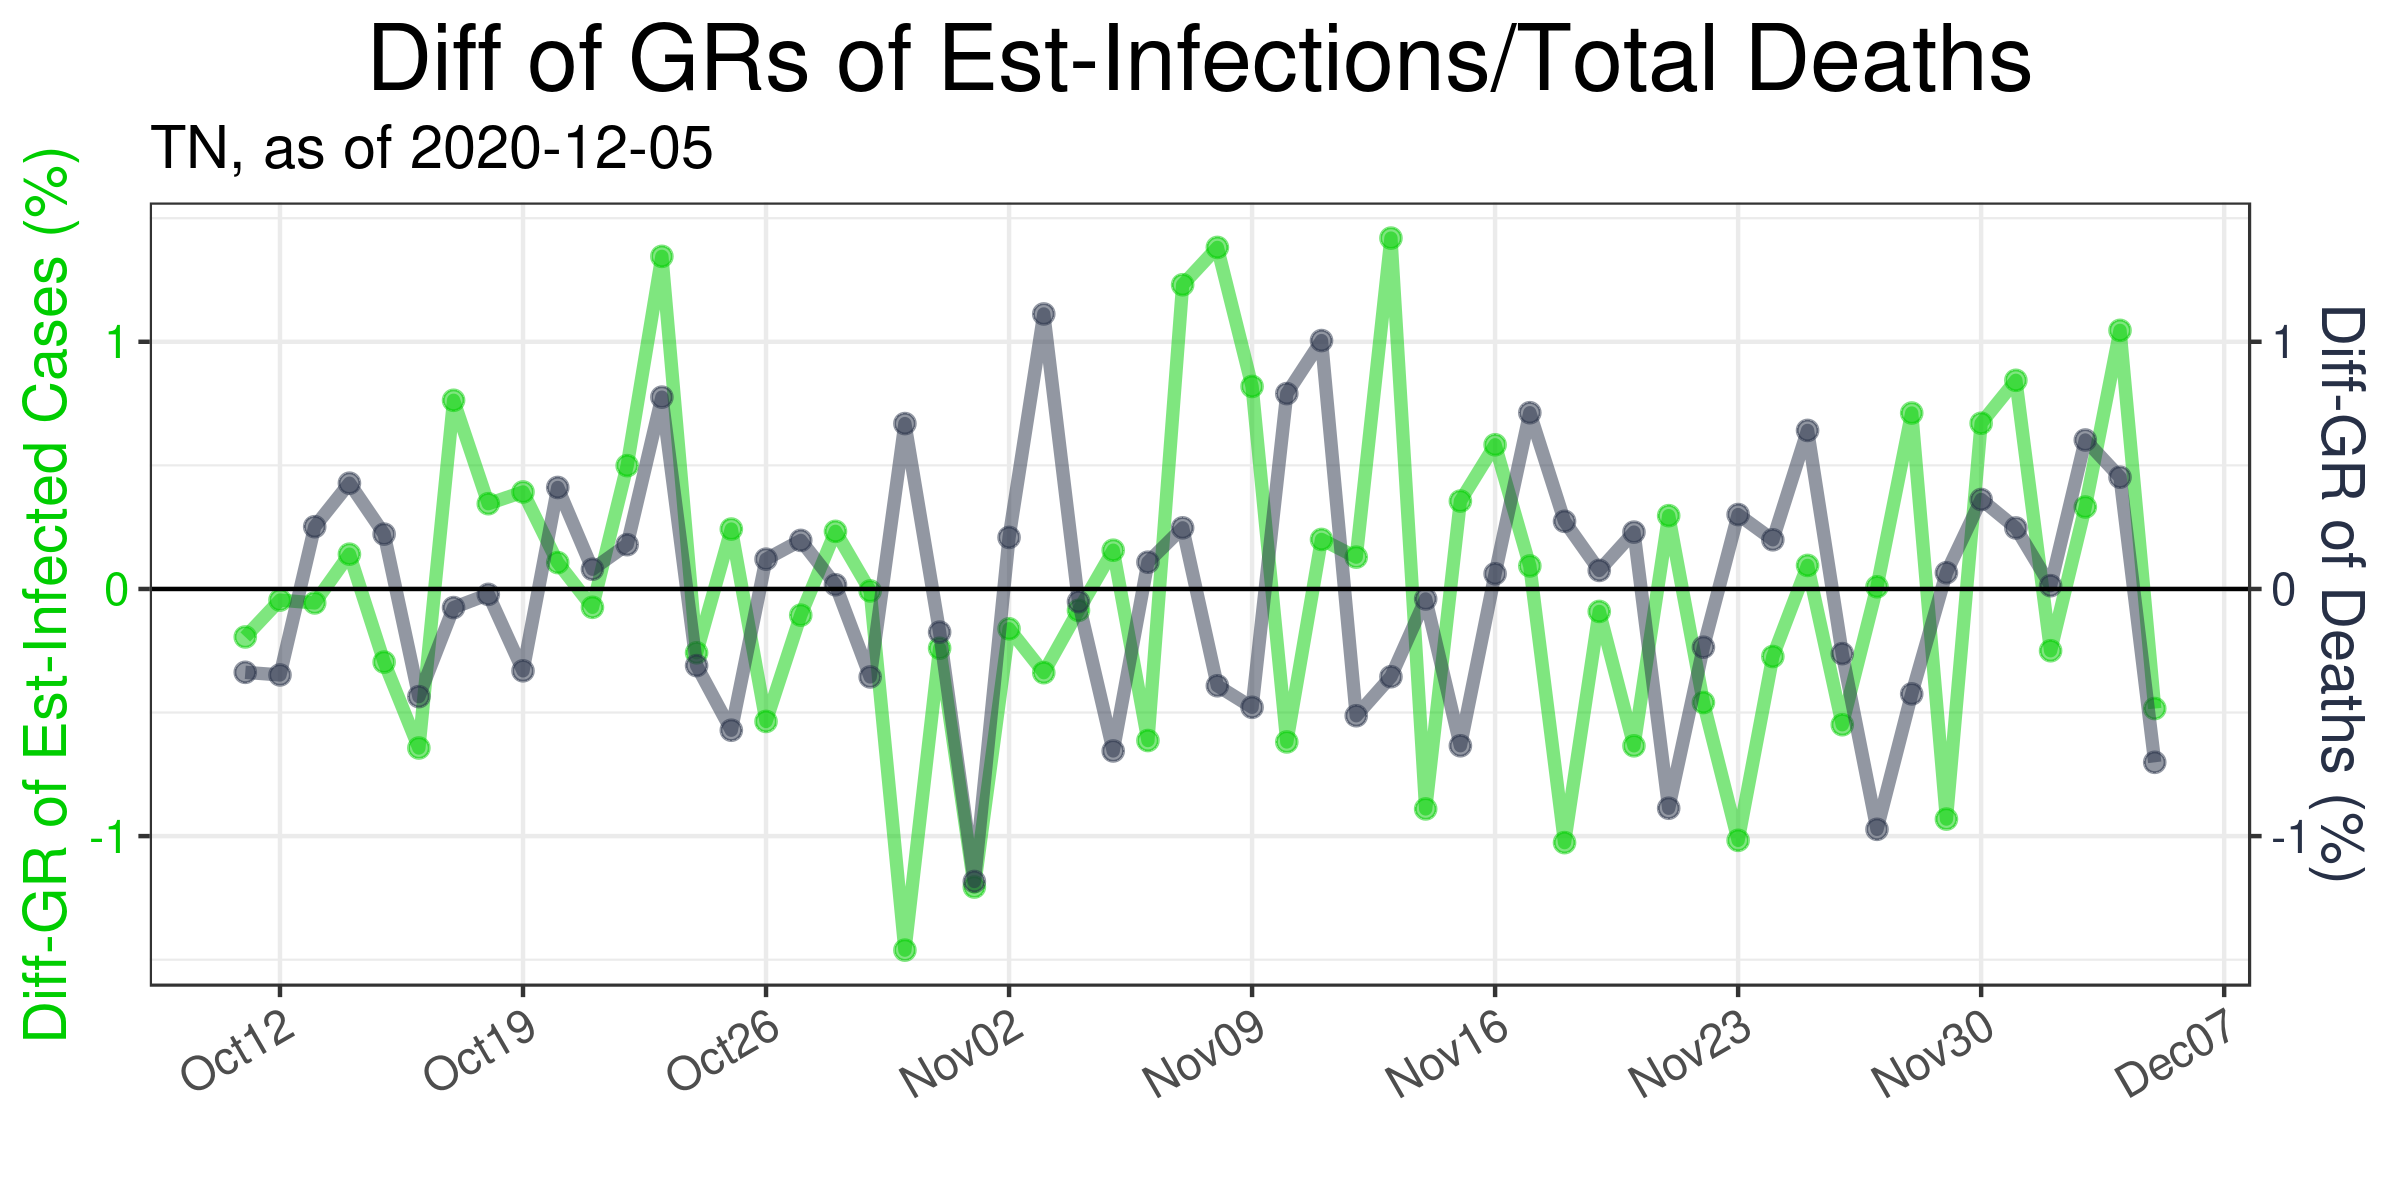 Diff of GRs of Est-Infections/Total Deaths
TN, as of 2020-12-05
Diff-GR of Est-Infected Cases (%)
1
0
-1
1
0
-1
Diff-GR of Deaths (%)
Oct12
Oct19
Oct26
Nov02
Nov09
Nov16
Nov23
Nov30
Dec07